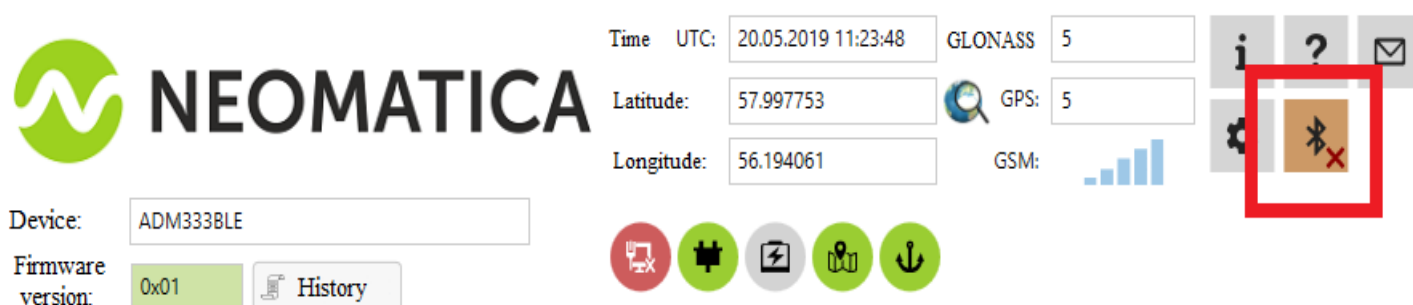 NEOMATICA
Time UTC: 20.05.2019 11:23:48 GLONASS 5
Latitude: 57.997753 GPS: 5
Longitude: 56.194061 GSM:
Device: ADM333BLE
Firmware
version: 0x01 History